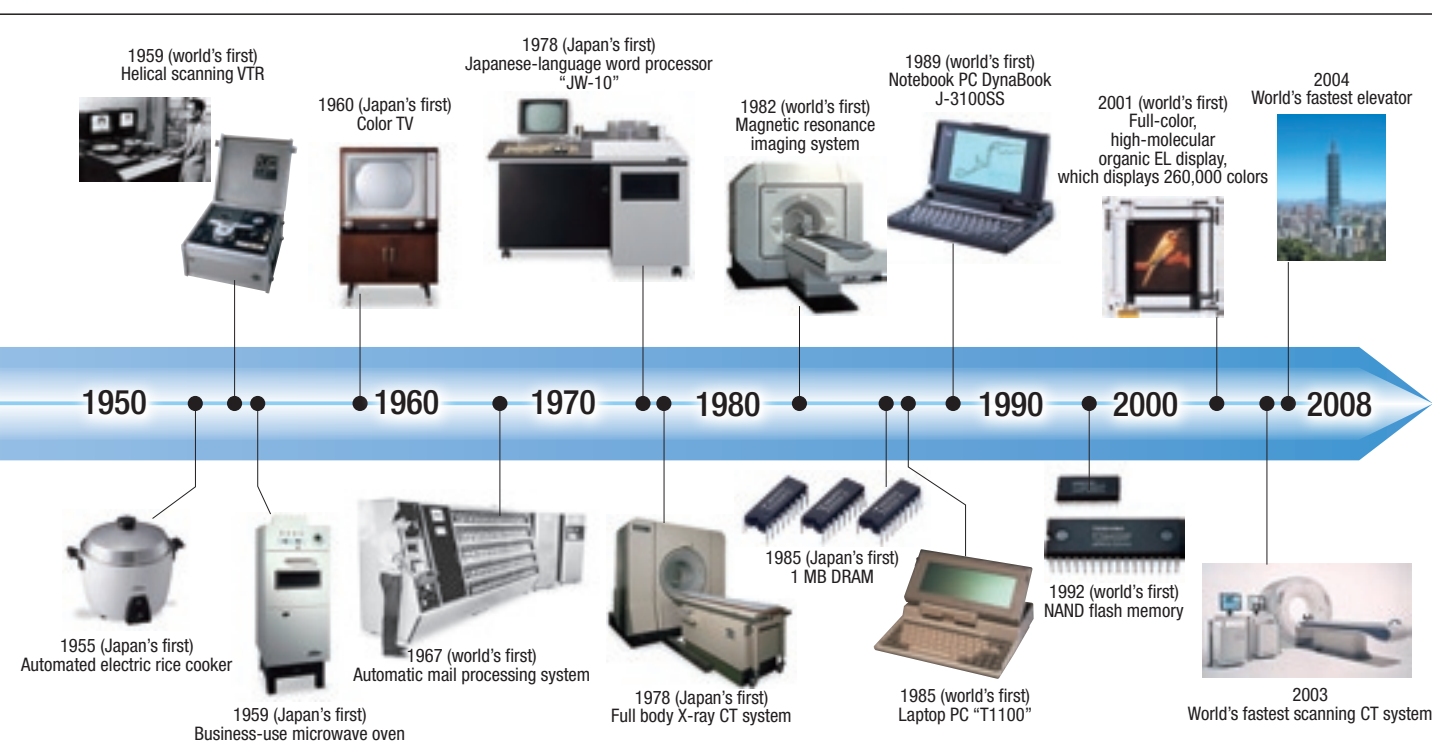 1959 (world's first)
Helical scanning VTR
1960 (Japan's first)
Color TV
1978 (Japan's first)
Japanese-language word processor
“JW-10”
1982 (world's first)
Magnetic resonance
imaging system
1989 (world's first)
Notebook PC DynaBook
J-3100SS
2001 (world's first)
Full-color,
high-molecular
organic EL display,
which displays 260,000 colors
2004
World's fastest elevator
1950
1960
1970
1980
1990
2000
2008
1955 (Japan's first)
Automated electric rice cooker
1959 (Japan's first)
Business-use microwave oven
1967 (world's first)
Automatic mail processing system
1978 (Japan's first)
Full body X-ray CT system
1985 (Japan's first)
1 MB DRAM
1985 (world's first)
Laptop PC “T1100”
TOSHIBA
1992 (world's first)
NAND flash memory
2003
World's fastest scanning CT system